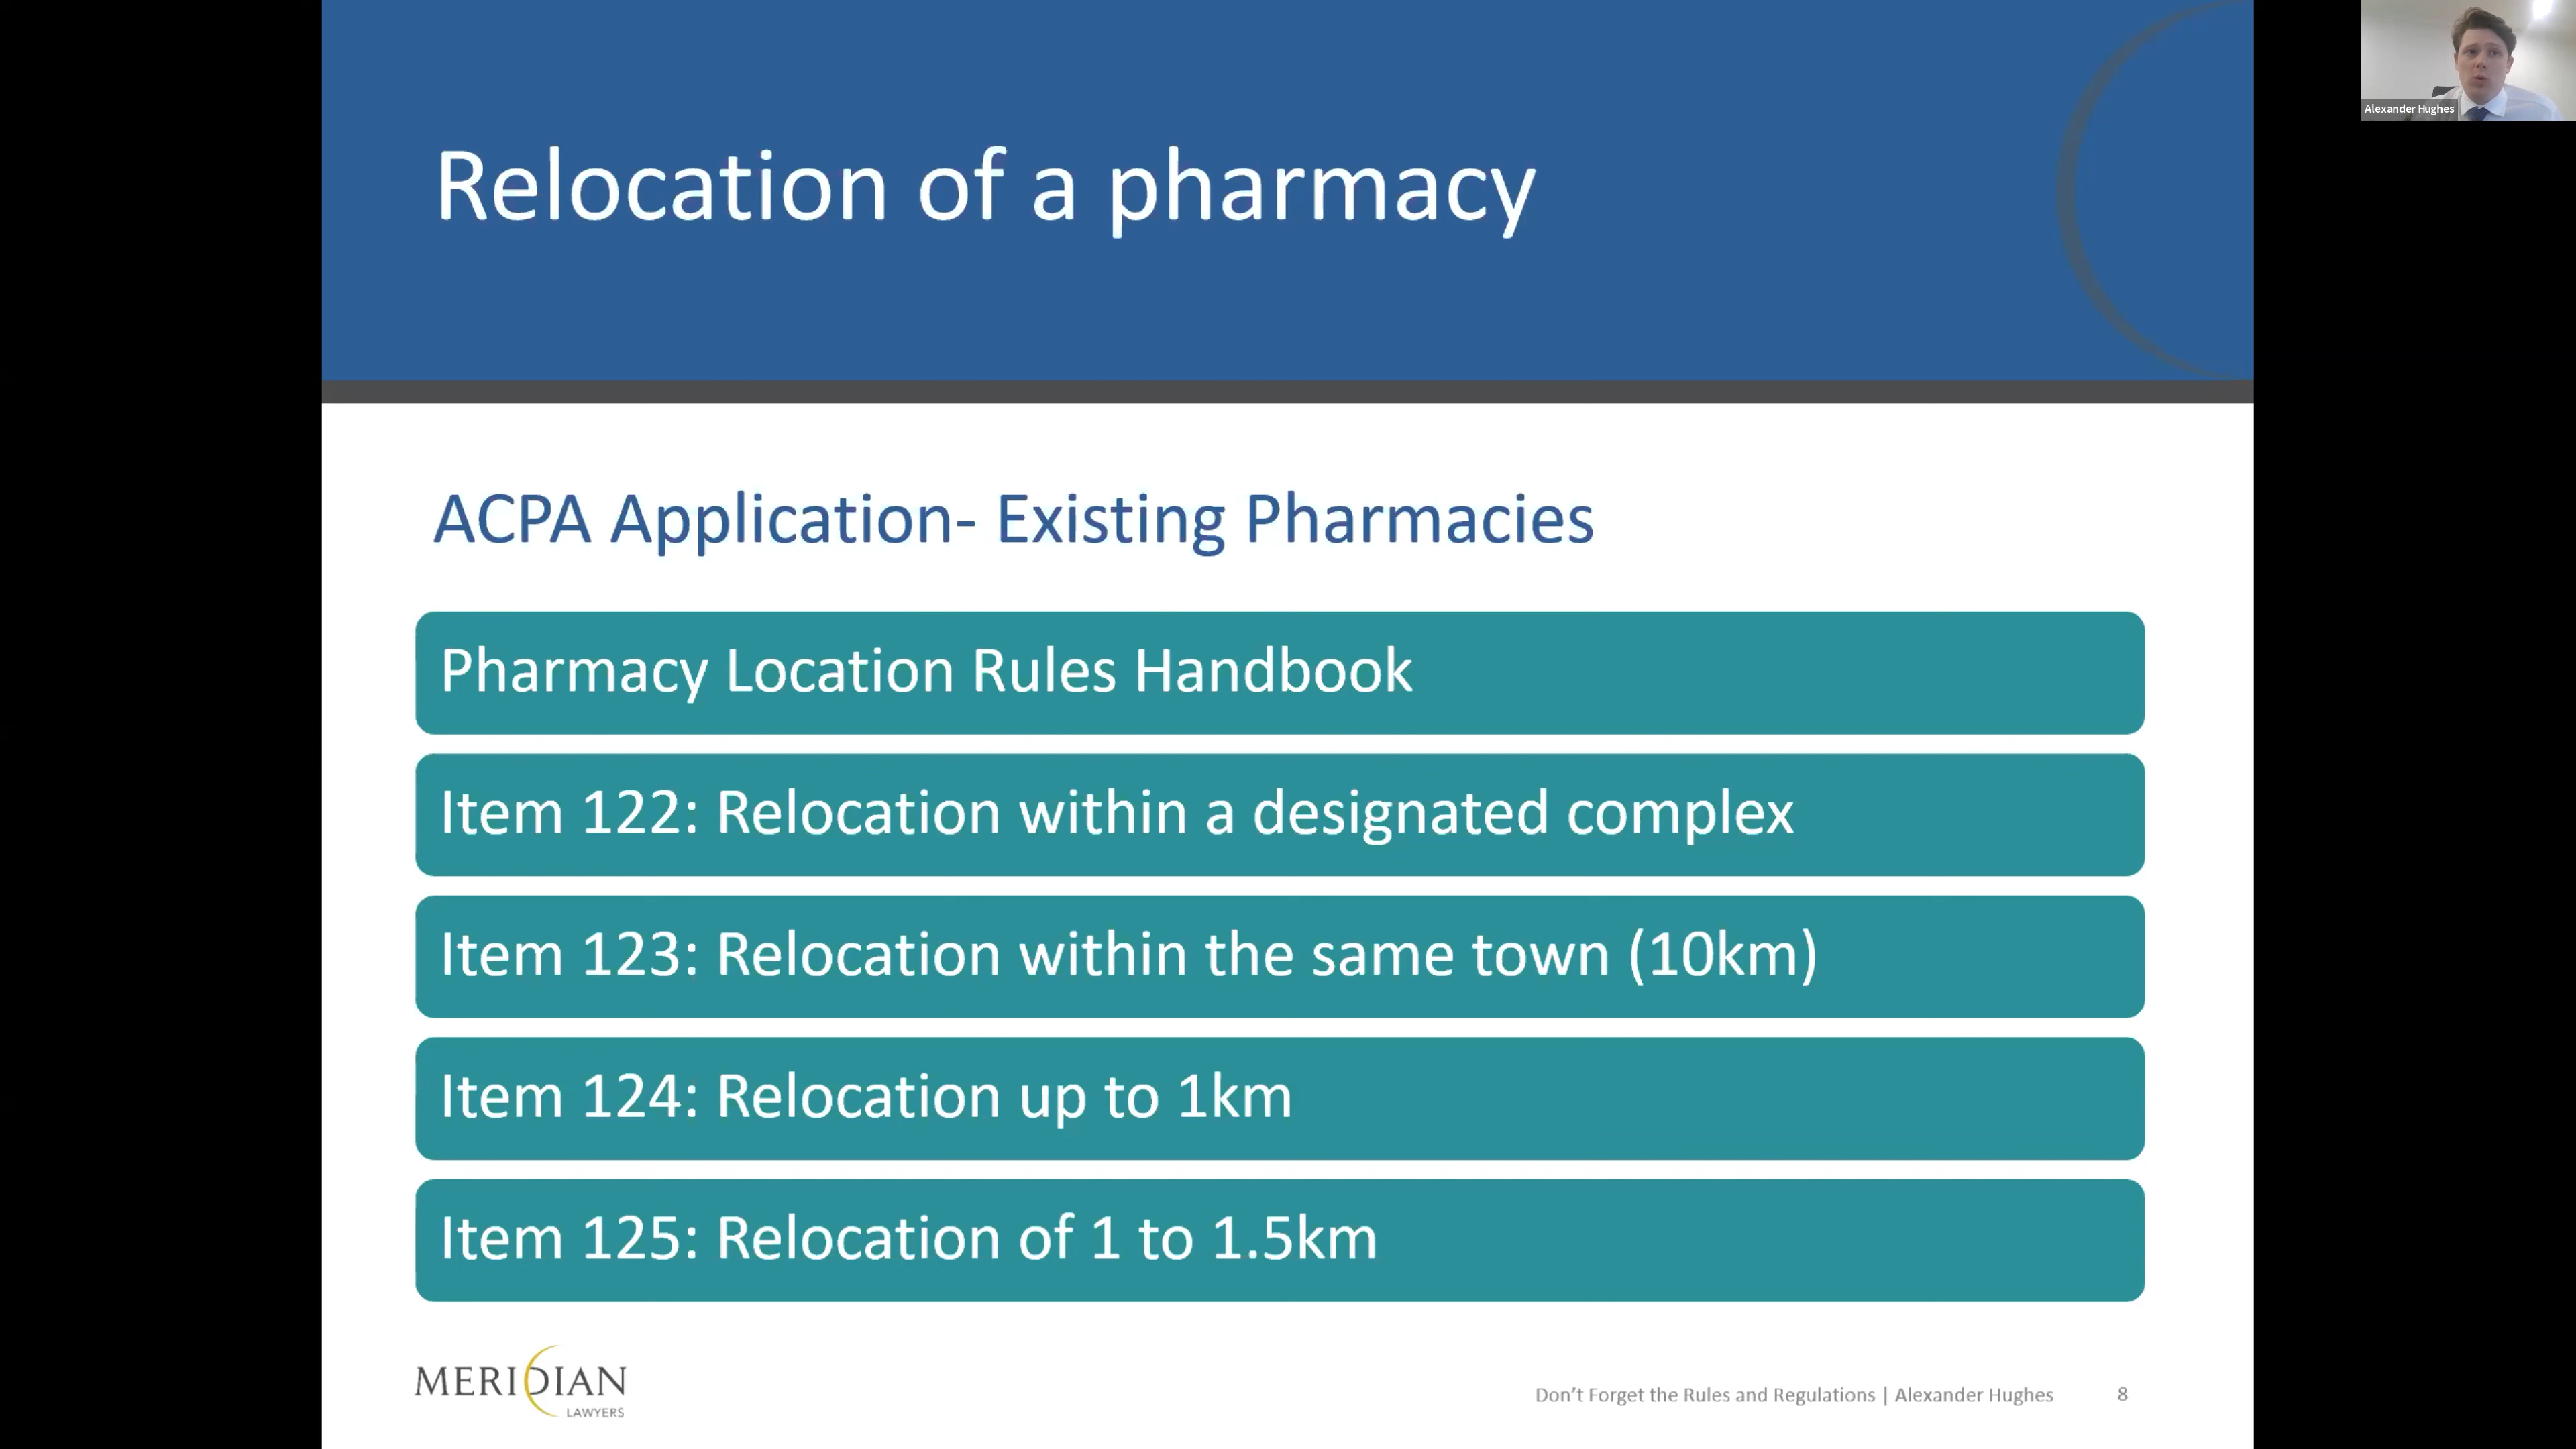 Relocation of a pharmacy
Alexander Hughes
ACPA Application- Existing Pharmacies
Pharmacy Location Rules Handbook
Item 122: Relocation within a designated complex
Item 123: Relocation within the same town (10km)
Item 124: Relocation up to 1km
Item 125: Relocation of 1 to 1.5km
MERIDIAN
LAWYERS
Don't Forget the Rules and Regulations | Alexander Hughes 8